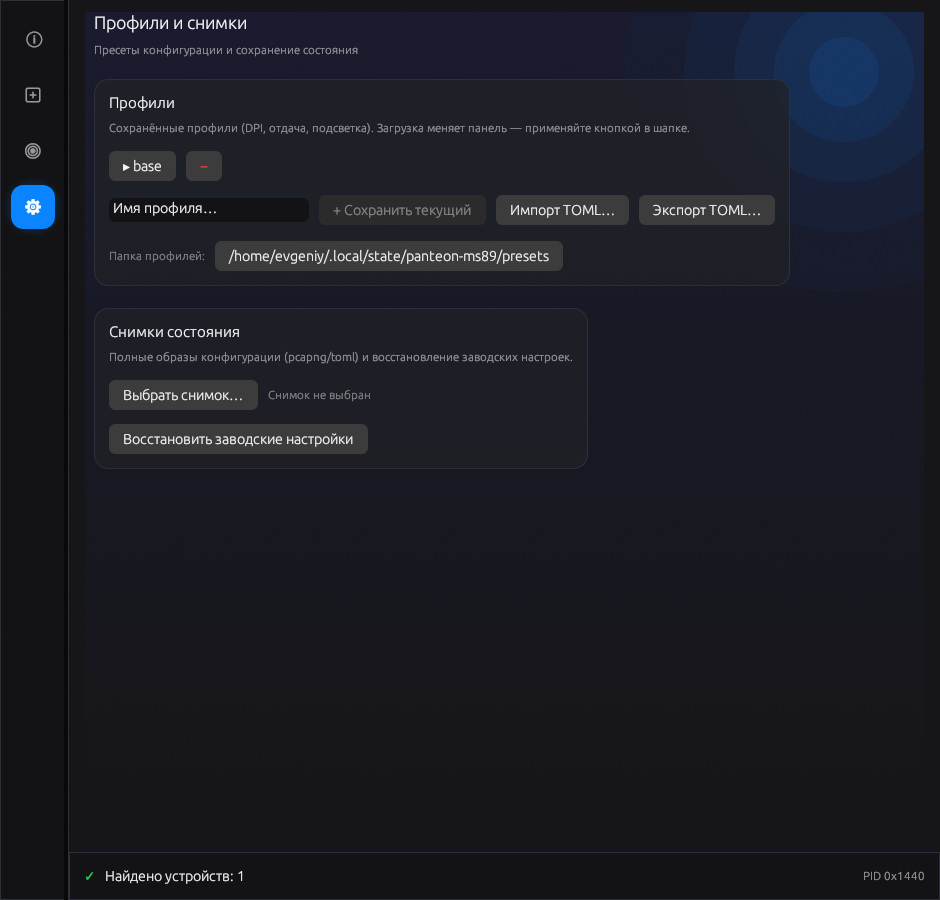 Профили и снимки
Пресеты конфигурации и сохранение состояния
Профили
Сохранённые профили (DPI, отдача, подсветка). Загрузка меняет панель — применяйте кнопкой в шапке.
▸ base −
Имя профиля… + Сохранить текущий Импорт TOML… Экспорт TOML…
Папка профилей: /home/evgeniy/.local/state/panteon-ms89/presets
Снимки состояния
Полные образы конфигурации (pcapng/toml) и восстановление заводских настроек.
Выбрать снимок… Снимок не выбран
Восстановить заводские настройки
✓ Найдено устройств: 1 PID 0x1440